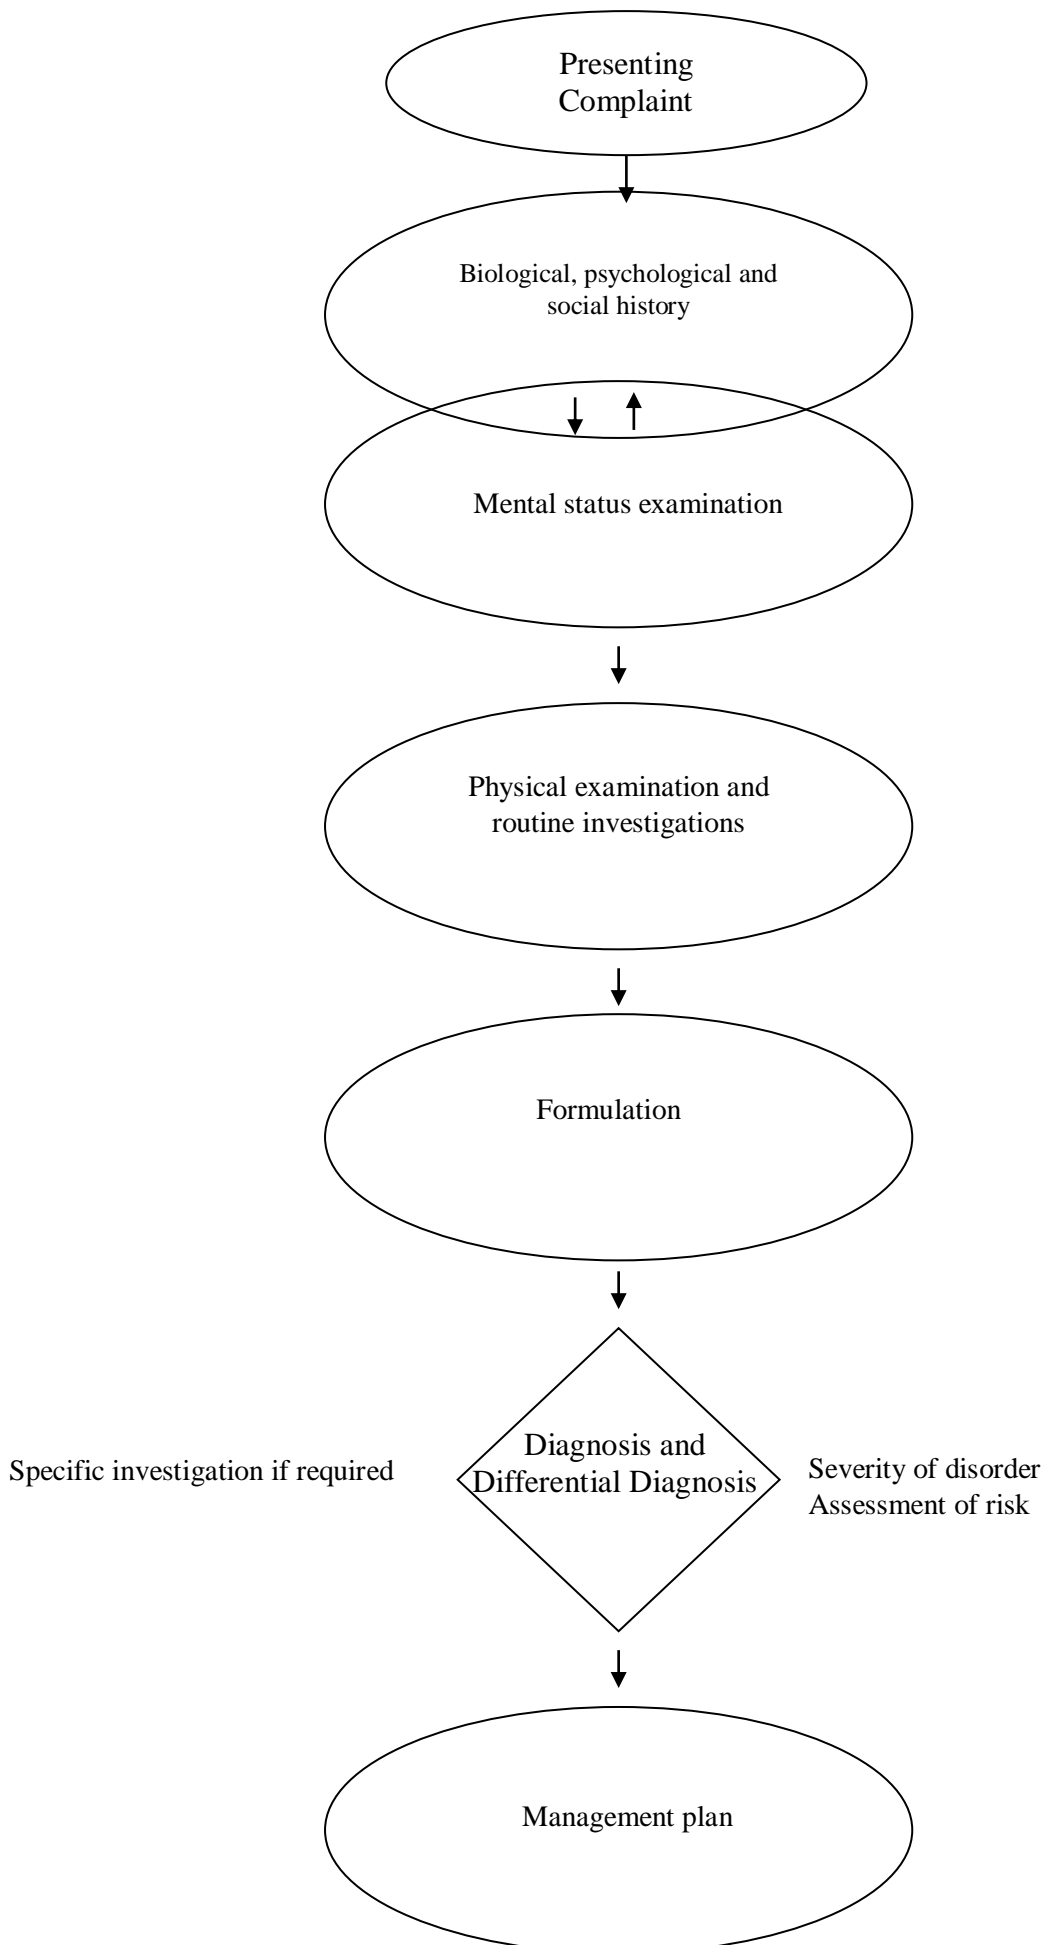 Presenting
Complaint
Biological, psychological and
social history
Mental status examination
Physical examination and
routine investigations
Formulation
Diagnosis and
Differential Diagnosis
Specific investigation if required
Severity of disorder
Assessment of risk
Management plan